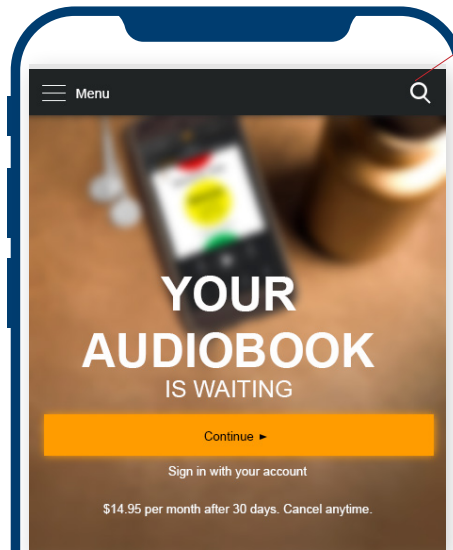 Menu
YOUR
AUDIOBOOK
IS WAITING
Continue ►
Sign in with your account
$14.95 per month after 30 days. Cancel anytime.